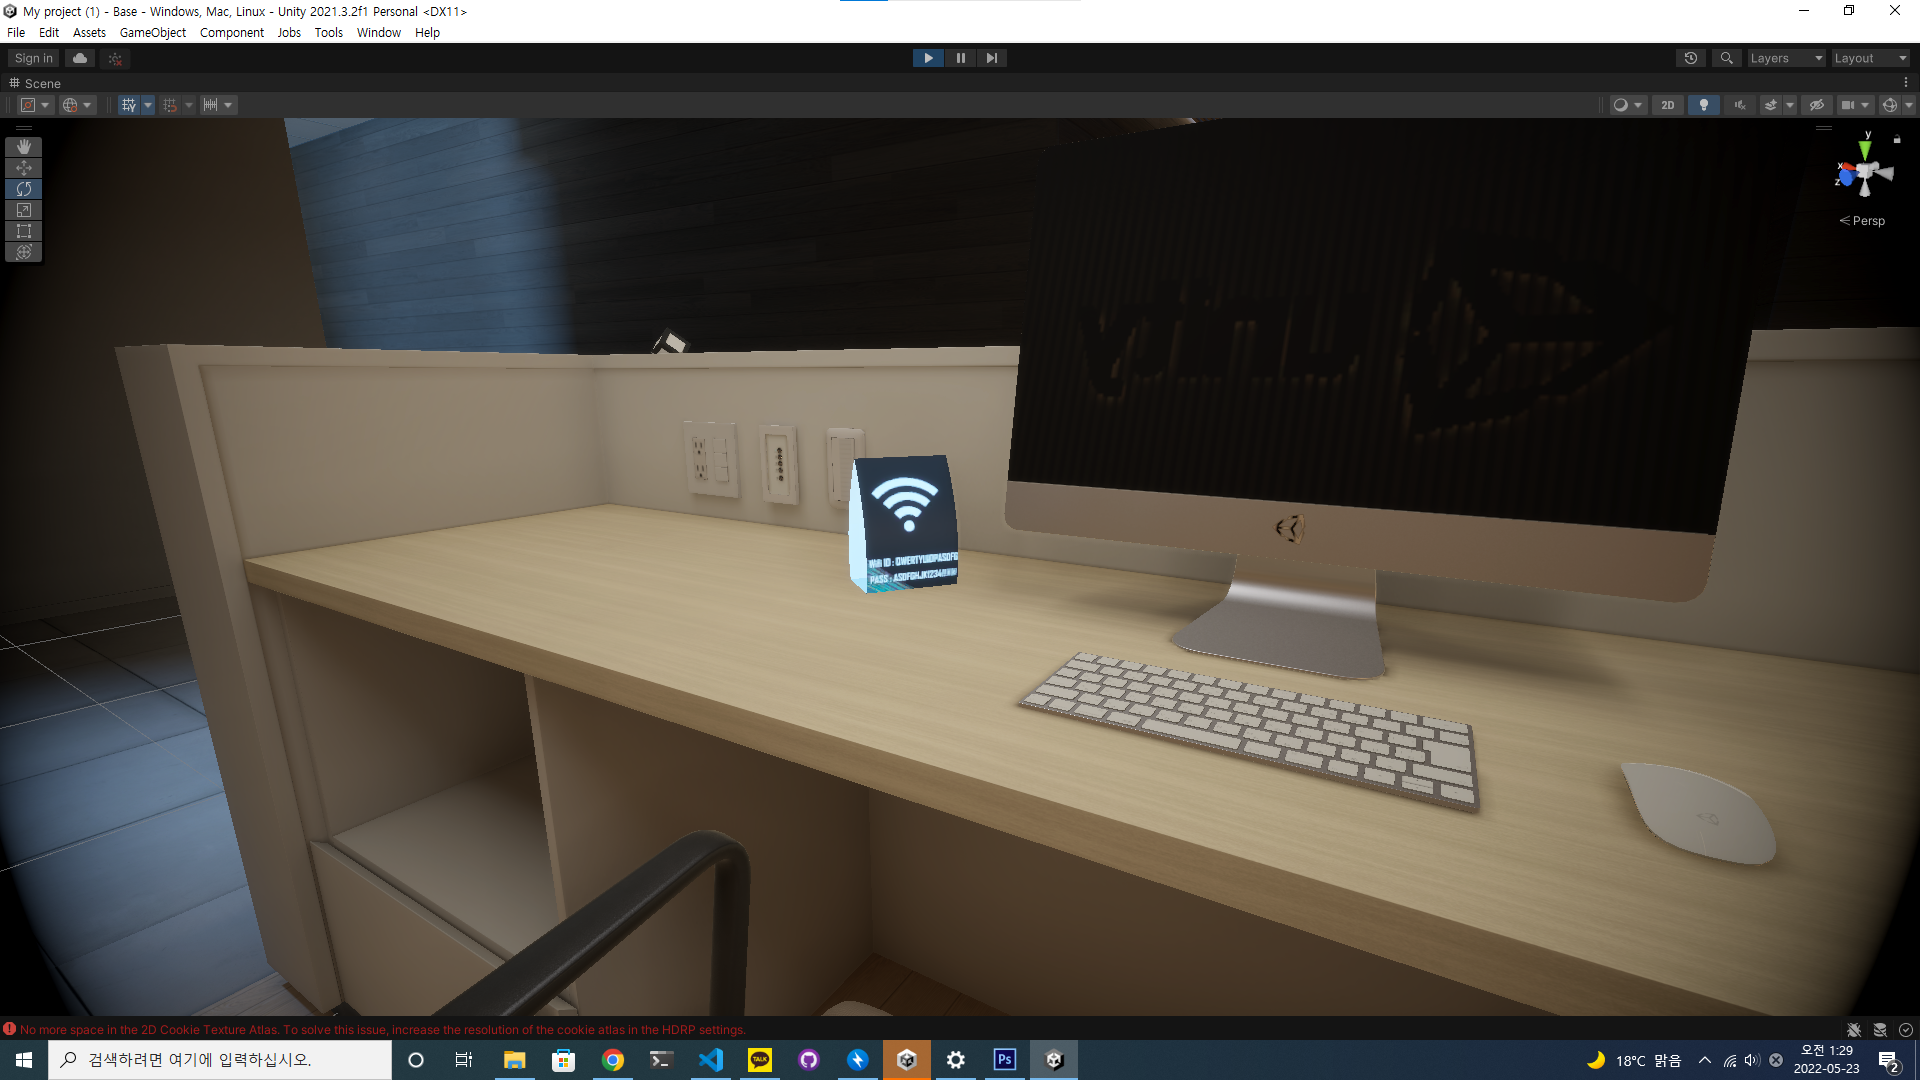 My project (1) - Base - Windows, Mac, Linux - Unity 2021.3.2f1 Personal <DX11>
File Edit Assets GameObject Component Jobs Tools Window Help
Sign in
Layers
Layout
Scene
2D
y
x
z
Persp
unity
WiFi ID : QWERTYUIOPASDFG
PASS : ASDFGHJK1234
No more space in the 2D Cookie Texture Atlas. To solve this issue, increase the resolution of the cookie atlas in the HDRP settings.
검색하려면 여기에 입력하십시오.
TALK
Ps
18°C 맑음
오전 1:29
2022-05-23
2